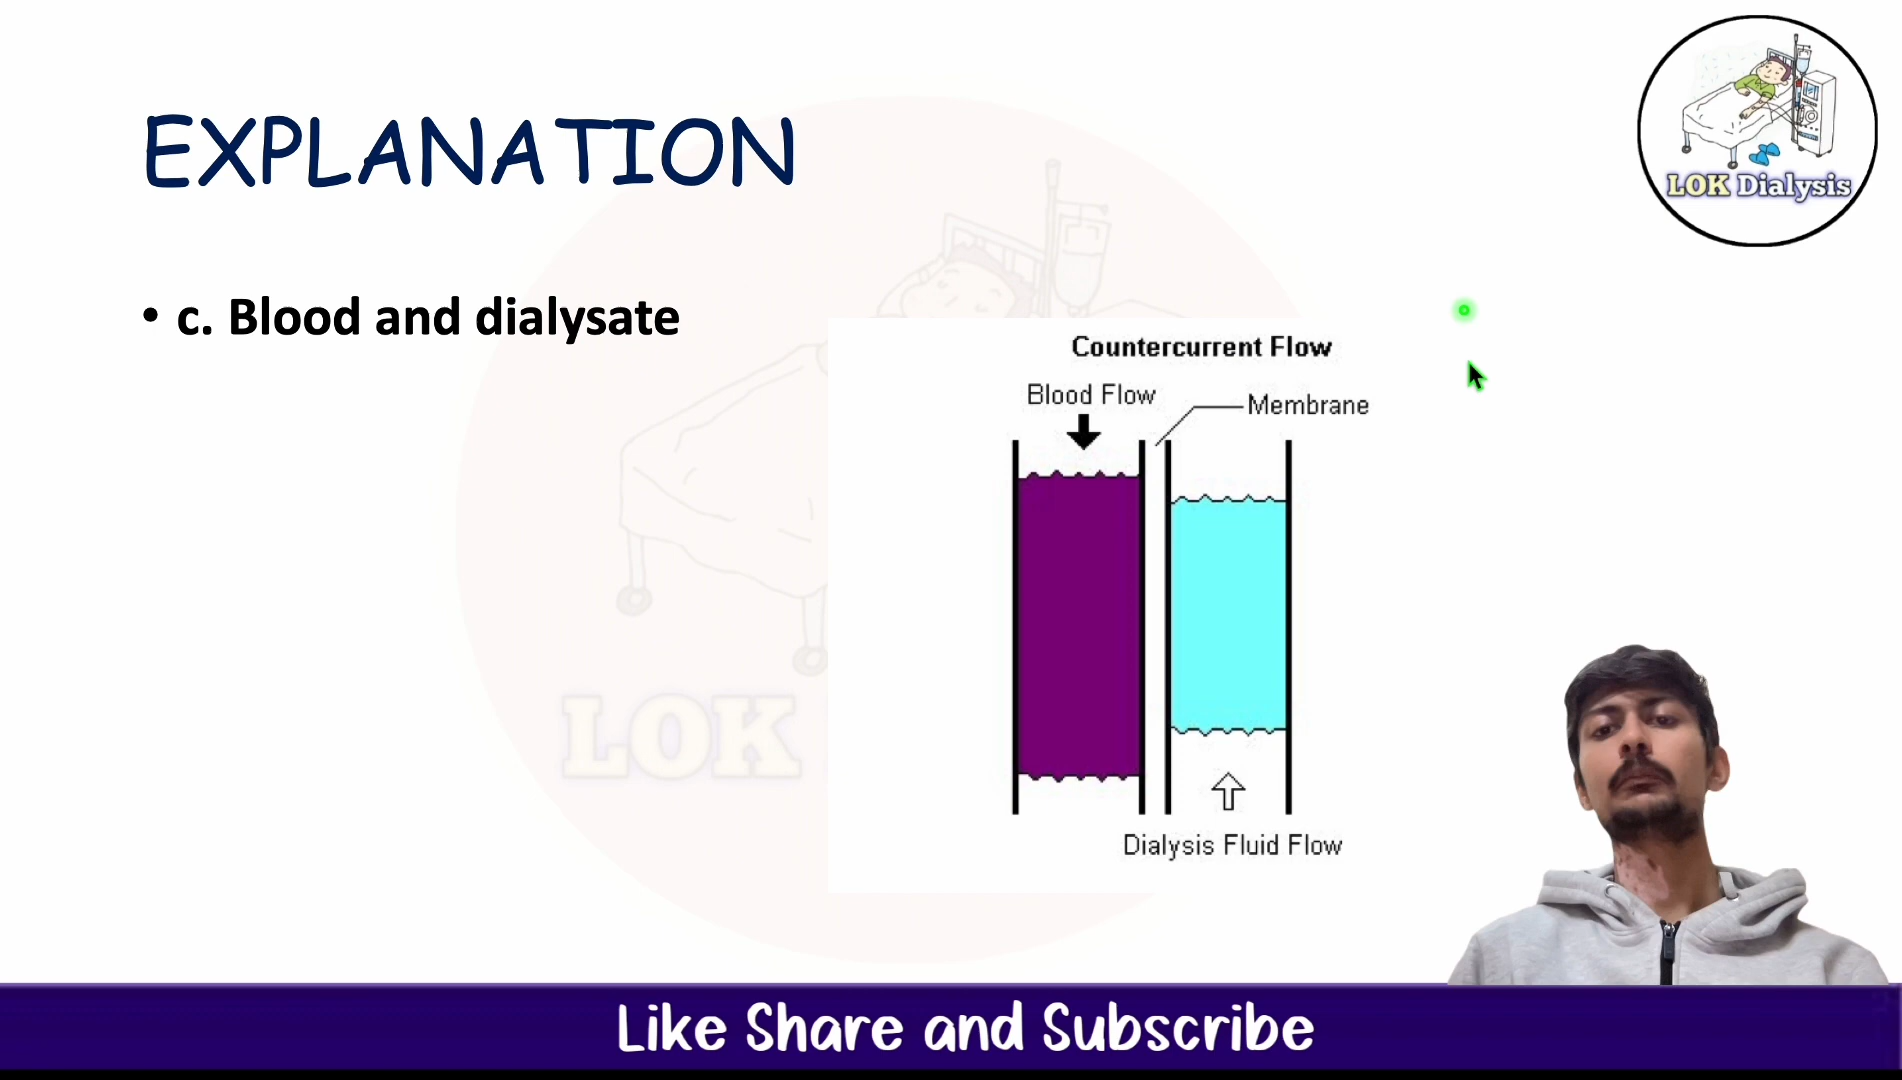 EXPLANATION
LOK Dialysis
• c. Blood and dialysate
Countercurrent Flow
Blood Flow
Membrane
LOK
Dialysis Fluid Flow
Like Share and Subscribe